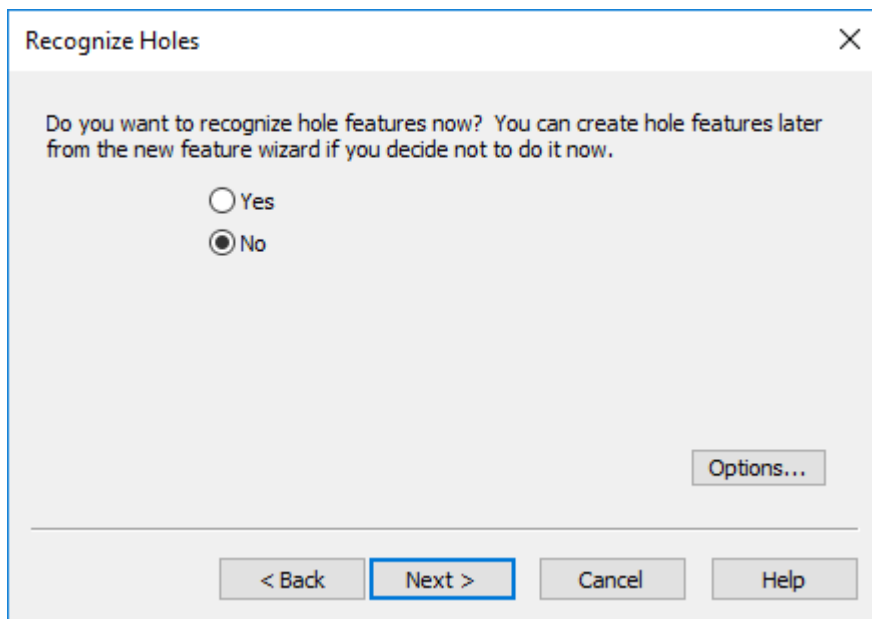 Recognize Holes
Do you want to recognize hole features now?  You can create hole features later
from the new feature wizard if you decide not to do it now.
Yes
No
Options...
< Back
Next >
Cancel
Help